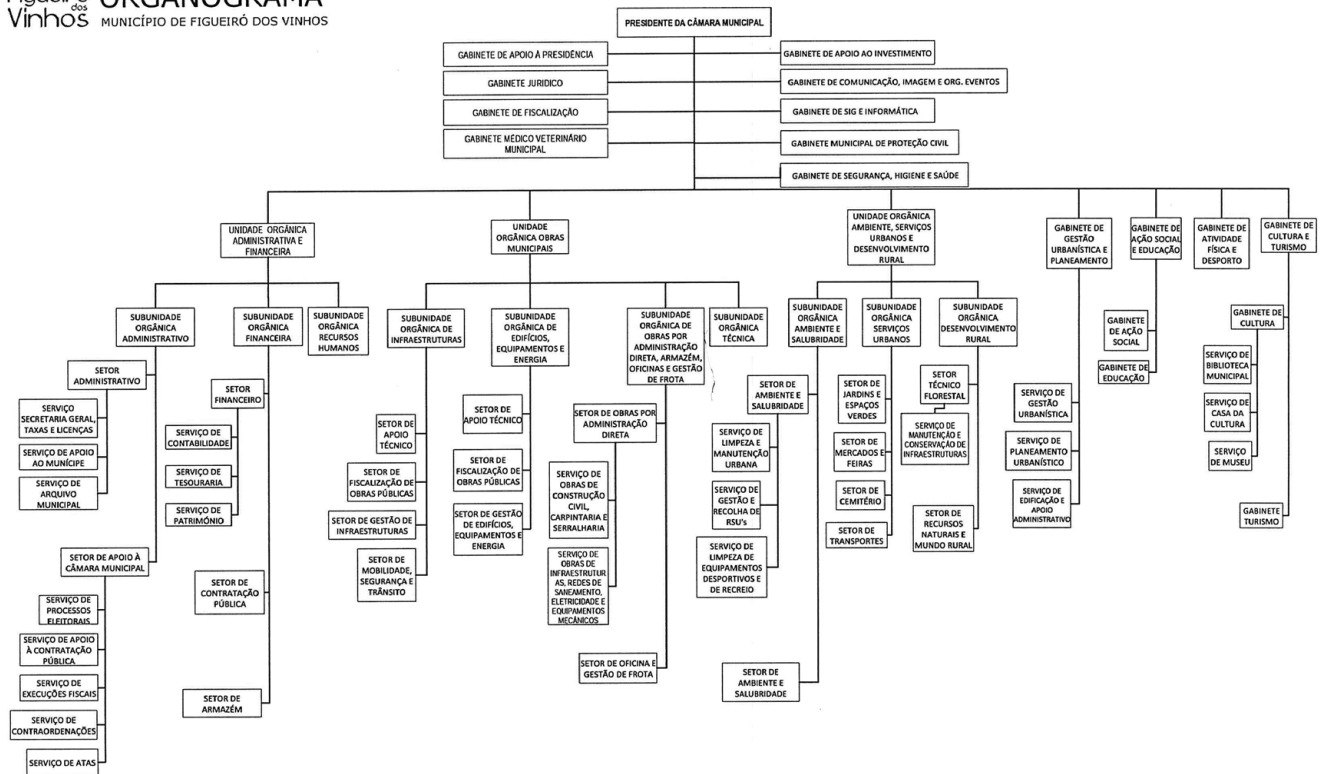 Figueiró
dos
Vinhos
ORGANOGRAMA
MUNICÍPIO DE FIGUEIRÓ DOS VINHOS
PRESIDENTE DA CÂMARA MUNICIPAL
GABINETE DE APOIO À PRESIDÊNCIA
GABINETE DE APOIO AO INVESTIMENTO
GABINETE JURIDICO
GABINETE DE COMUNICAÇÃO, IMAGEM E ORG. EVENTOS
GABINETE DE FISCALIZAÇÃO
GABINETE DE SIG E INFORMÁTICA
GABINETE MÉDICO VETERINÁRIO
MUNICIPAL
GABINETE MUNICIPAL DE PROTEÇÃO CIVIL
GABINETE DE SEGURANÇA, HIGIENE E SAÚDE
UNIDADE ORGÂNICA
ADMINISTRATIVA E
FINANCEIRA
UNIDADE
ORGÂNICA OBRAS
MUNICIPAIS
UNIDADE ORGÂNICA
AMBIENTE, SERVIÇOS
URBANOS E
DESENVOLVIMENTO
RURAL
GABINETE DE
GESTÃO
URBANÍSTICA E
PLANEAMENTO
GABINETE DE
AÇÃO SOCIAL
E EDUCAÇÃO
GABINETE DE
ATIVIDADE
FÍSICA E
DESPORTO
GABINETE DE
CULTURA E
TURISMO
SUBUNIDADE
ORGÂNICA
ADMINISTRATIVO
SUBUNIDADE
ORGÂNICA
FINANCEIRA
SUBUNIDADE
ORGÂNICA
RECURSOS
HUMANOS
SUBUNIDADE
ORGÂNICA DE
INFRAESTRUTURAS
SUBUNIDADE
ORGÂNICA DE
EDIFÍCIOS,
EQUIPAMENTOS E
ENERGIA
SUBUNIDADE
ORGÂNICA DE
OBRAS POR
ADMINISTRAÇÃO
DIRETA, ARMAZÉM,
OFICINAS E GESTÃO
DE FROTA
SUBUNIDADE
ORGÂNICA
TÉCNICA
SUBUNIDADE
ORGÂNICA
AMBIENTE E
SALUBRIDADE
SUBUNIDADE
ORGÂNICA
SERVIÇOS
URBANOS
SUBUNIDADE
ORGÂNICA
DESENVOLVIMENTO
RURAL
GABINETE
DE AÇÃO
SOCIAL
GABINETE DE
EDUCAÇÃO
GABINETE DE
CULTURA
SERVIÇO DE
BIBLIOTECA
MUNICIPAL
SERVIÇO DE
CASA DA
CULTURA
SERVIÇO
DE MUSEU
GABINETE
TURISMO
SETOR
ADMINISTRATIVO
SERVIÇO
SECRETARIA GERAL,
TAXAS E LICENÇAS
SERVIÇO DE APOIO
AO MUNÍCIPE
SERVIÇO DE
ARQUIVO
MUNICIPAL
SETOR DE APOIO À
CÂMARA MUNICIPAL
SERVIÇO DE
PROCESSOS
ELEITORAIS
SERVIÇO DE APOIO
À CONTRATAÇÃO
PÚBLICA
SERVIÇO DE
EXECUÇÕES FISCAIS
SERVIÇO DE
CONTRAORDENAÇÕES
SERVIÇO DE ATAS
SETOR
FINANCEIRO
SERVIÇO DE
CONTABILIDADE
SERVIÇO DE
TESOURARIA
SERVIÇO DE
PATRIMÓNIO
SETOR DE
CONTRATAÇÃO
PÚBLICA
SETOR DE
ARMAZÉM
SETOR DE
APOIO
TÉCNICO
SETOR DE
FISCALIZAÇÃO DE
OBRAS PÚBLICAS
SETOR DE GESTÃO DE
INFRAESTRUTURAS
SETOR DE
MOBILIDADE,
SEGURANÇA E
TRÂNSITO
SETOR DE
APOIO TÉCNICO
SETOR DE
FISCALIZAÇÃO DE
OBRAS PÚBLICAS
SETOR DE GESTÃO
DE EDIFÍCIOS,
EQUIPAMENTOS E
ENERGIA
SETOR DE OBRAS POR
ADMINISTRAÇÃO
DIRETA
SERVIÇO DE
OBRAS DE
CONSTRUÇÃO
CIVIL,
CARPINTARIA E
SERRALHARIA
SERVIÇO DE
OBRAS DE
INFRAESTRUTUR
AS, REDES DE
SANEAMENTO,
ELETRICIDADE E
EQUIPAMENTOS
MECÂNICOS
SETOR DE OFICINA E
GESTÃO DE FROTA
SETOR DE
AMBIENTE E
SALUBRIDADE
SERVIÇO DE
LIMPEZA E
MANUTENÇÃO
URBANA
SERVIÇO DE
GESTÃO E
RECOLHA DE
RSU's
SERVIÇO DE
LIMPEZA DE
EQUIPAMENTOS
DESPORTIVOS E
DE RECREIO
SETOR DE
AMBIENTE E
SALUBRIDADE
SETOR DE
JARDINS E
ESPAÇOS
VERDES
SETOR DE
MERCADOS E
FEIRAS
SETOR DE
CEMITÉRIO
SETOR DE
TRANSPORTES
SETOR
TÉCNICO
FLORESTAL
SERVIÇO DE
MANUTENÇÃO E
CONSERVAÇÃO DE
INFRAESTRUTURAS
SETOR DE
RECURSOS
NATURAIS E
MUNDO RURAL
SERVIÇO DE
GESTÃO
URBANÍSTICA
SERVIÇO DE
PLANEAMENTO
URBANÍSTICO
SERVIÇO DE
EDIFICAÇÃO E
APOIO
ADMINISTRATIVO